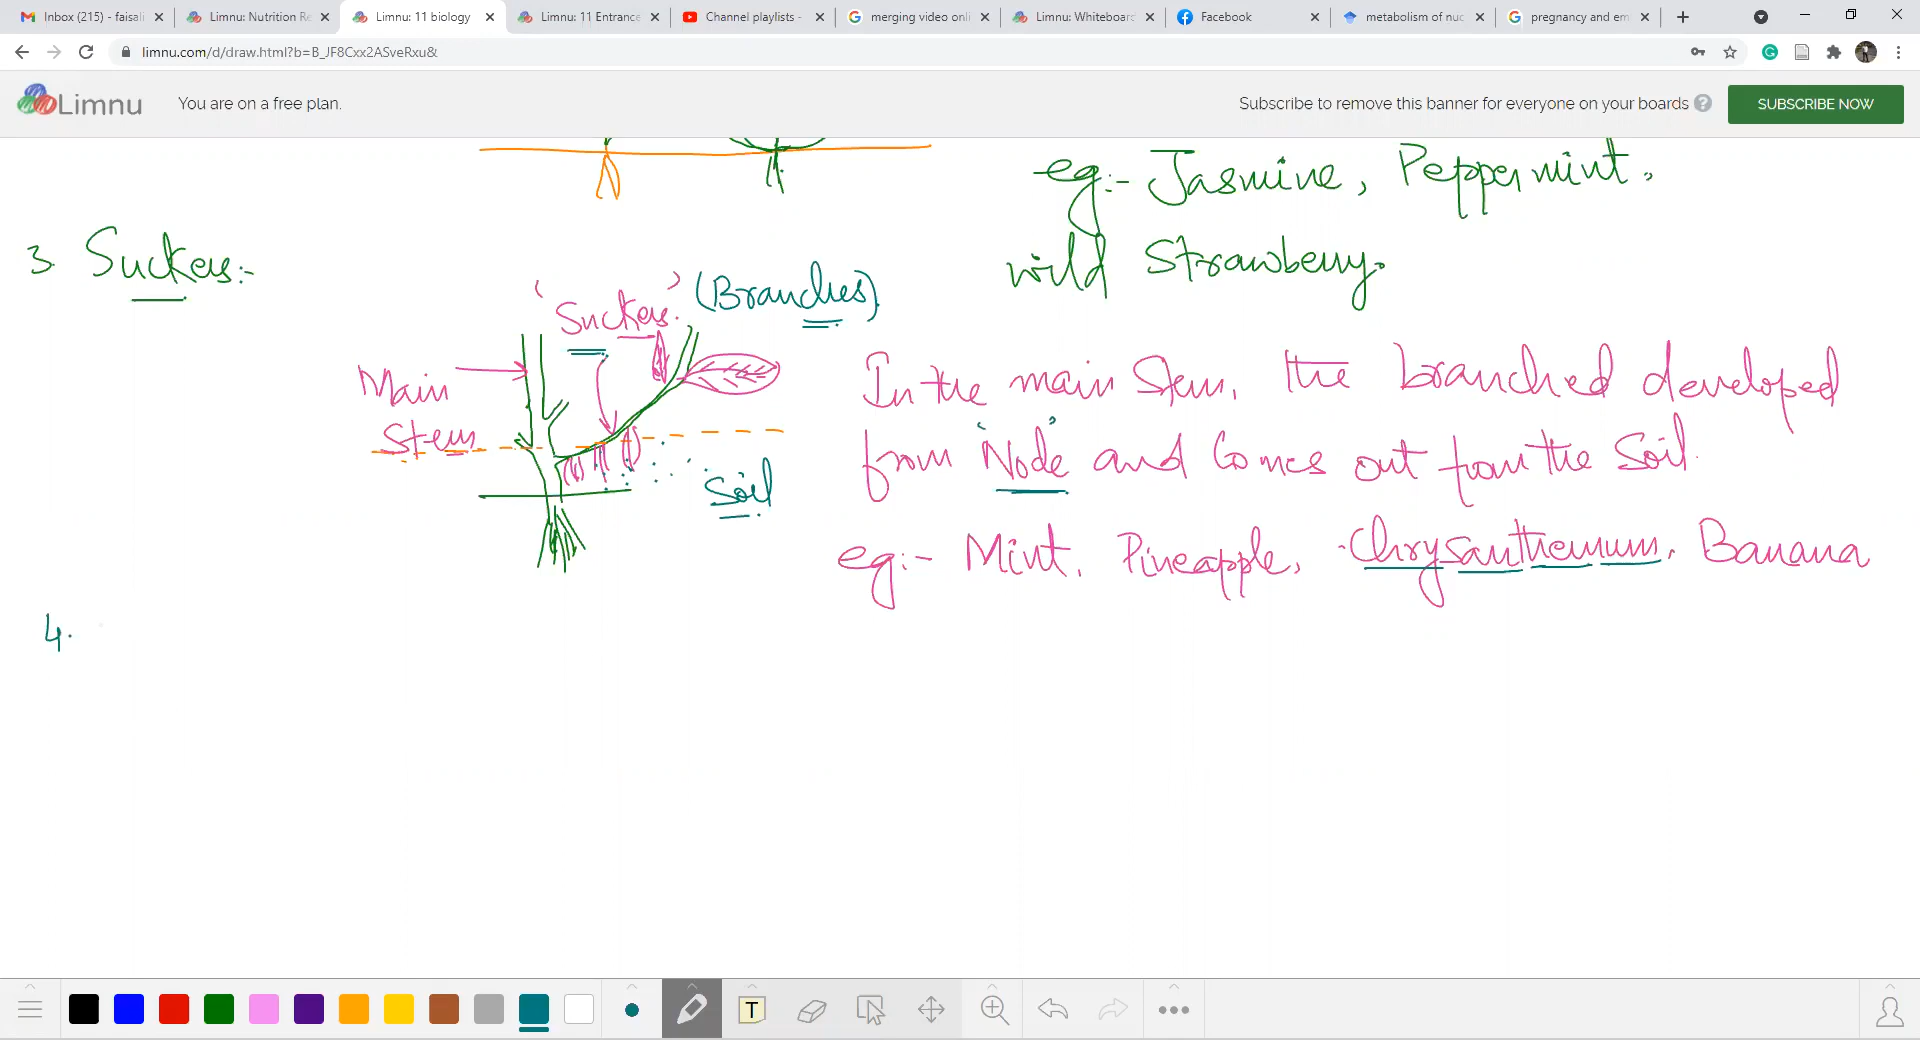 Inbox (215) - faisali
Limnu: Nutrition Re
Limnu: 11 biology
Limnu: 11 Entrance
Channel playlists -
merging video onli
Limnu: Whiteboard
Facebook
metabolism of nuc
pregnancy and em
limnu.com/d/draw.html?b=B_JF8Cxx2ASveRxu&
Limnu
You are on a free plan.
Subscribe to remove this banner for everyone on your boards ?
SUBSCRIBE NOW
eg:- Jasmine, Peppermint,
wild Strawberry.
3. Suckers:-
'Suckers.' (Branches).
Main
Stem
Soil
In the main Stem, the branched developed
from 'Node' and Comes out from the Soil.
eg:- Mint, Pineapple, Chrysanthemum, Banana
4.
T